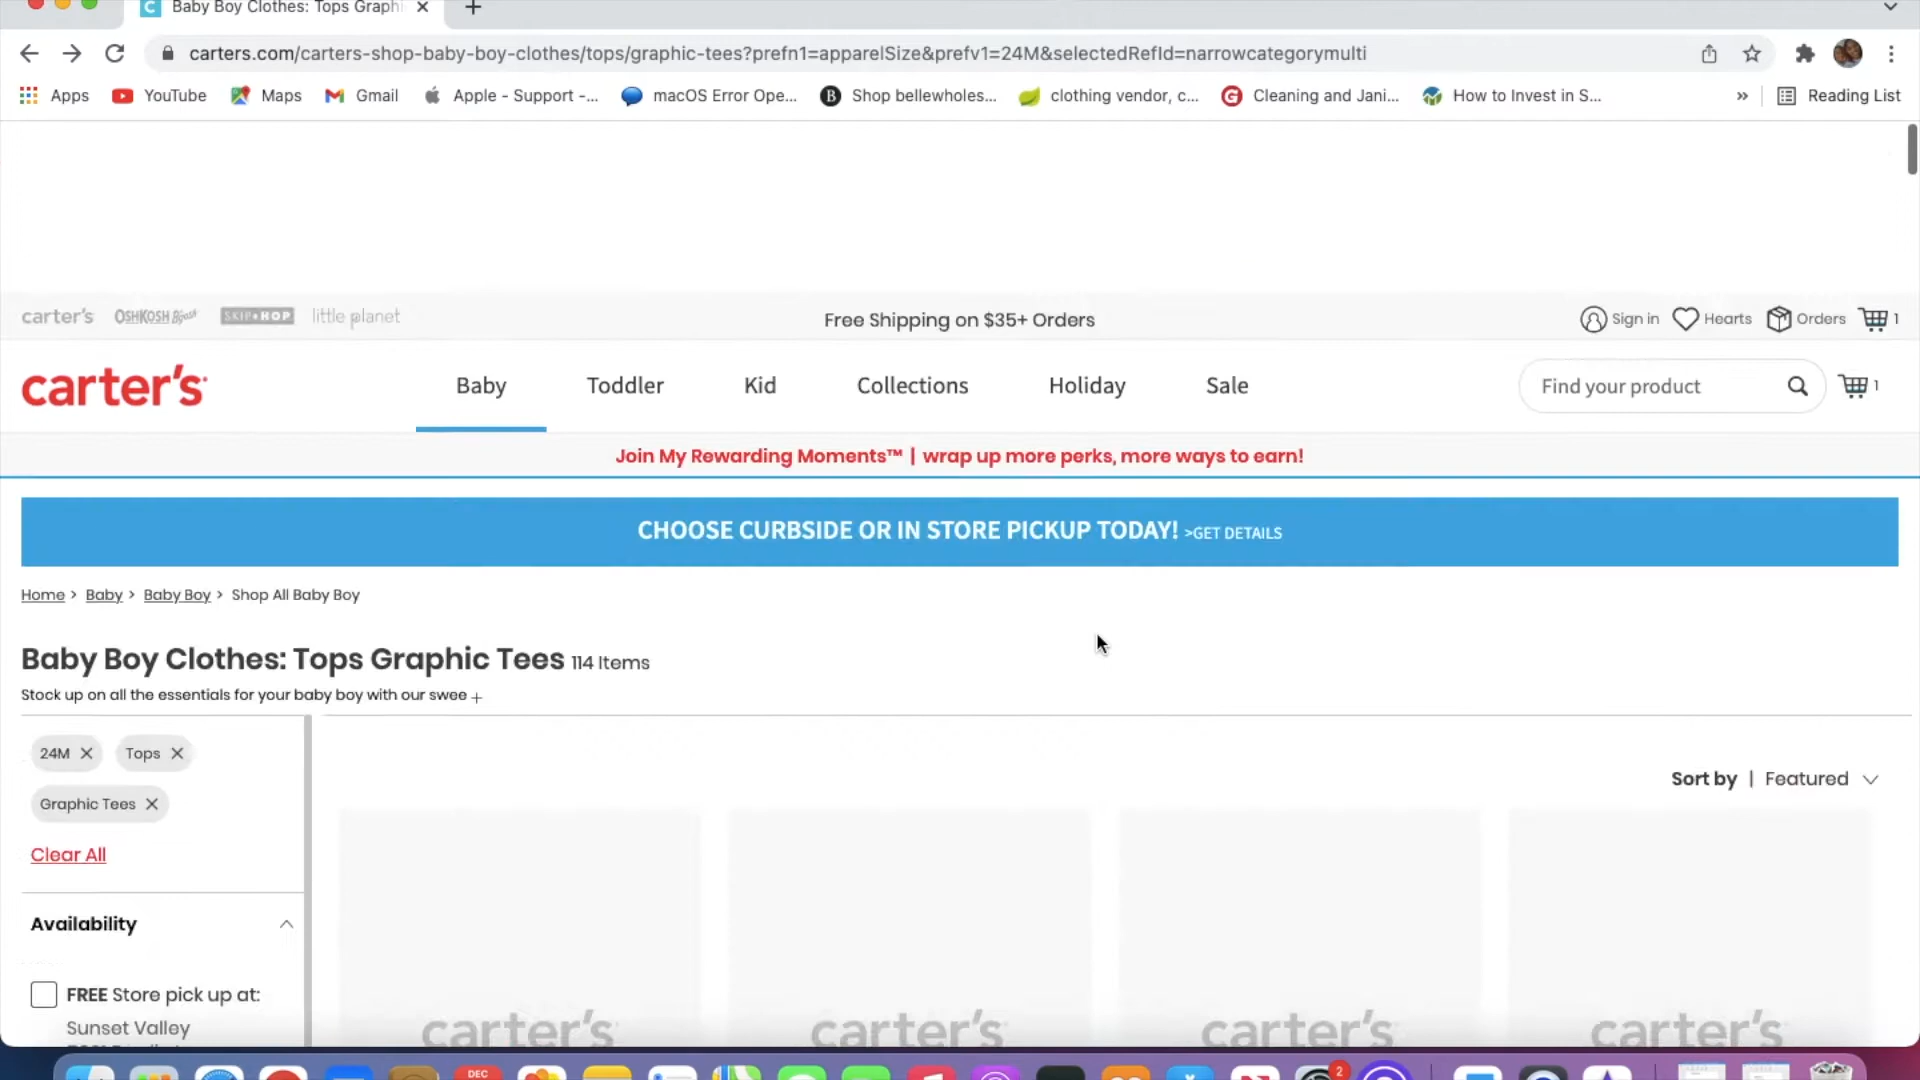 Baby Boy Clothes: Tops Graphi
carters.com/carters-shop-baby-boy-clothes/tops/graphic-tees?prefn1=apparelSize&prefv1=24M&selectedRefId=narrowcategorymulti
Apps YouTube Maps Gmail Apple - Support -... macOS Error Ope... Shop bellewholes... clothing vendor, c... Cleaning and Jani... How to Invest in S... » Reading List
carter's OSHKOSH B'gosh SKIP*HOP little planet Free Shipping on $35+ Orders Sign in Hearts Orders 1
carter's Baby Toddler Kid Collections Holiday Sale Find your product 1
Join My Rewarding Moments™ | wrap up more perks, more ways to earn!
CHOOSE CURBSIDE OR IN STORE PICKUP TODAY! >GET DETAILS
Home > Baby > Baby Boy > Shop All Baby Boy
Baby Boy Clothes: Tops Graphic Tees 114 Items
Stock up on all the essentials for your baby boy with our swee +
24M Tops
Sort by | Featured
Graphic Tees
Clear All
Availability
FREE Store pick up at:
Sunset Valley
carter's carter's carter's carter's
DEC 2